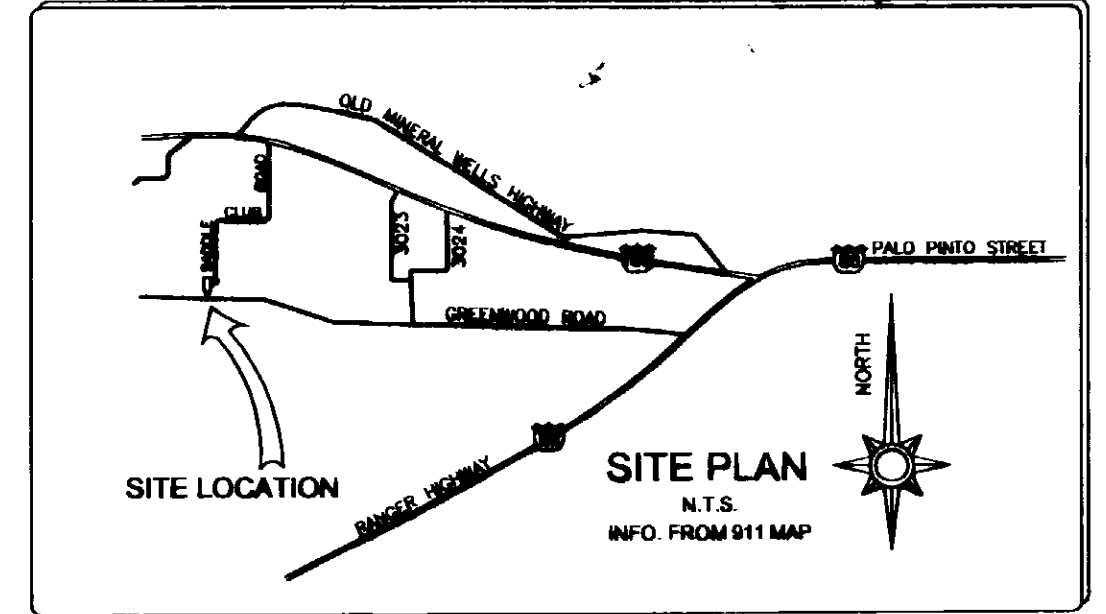 OLD MINERAL WELLS HIGHWAY
ROAD
CLUB
SADDLE
3023
3024
PALO PINTO STREET
GREENWOOD ROAD
NORTH
SITE LOCATION
RANGER HIGHWAY
SITE PLAN
N.T.S.
INFO. FROM 911 MAP